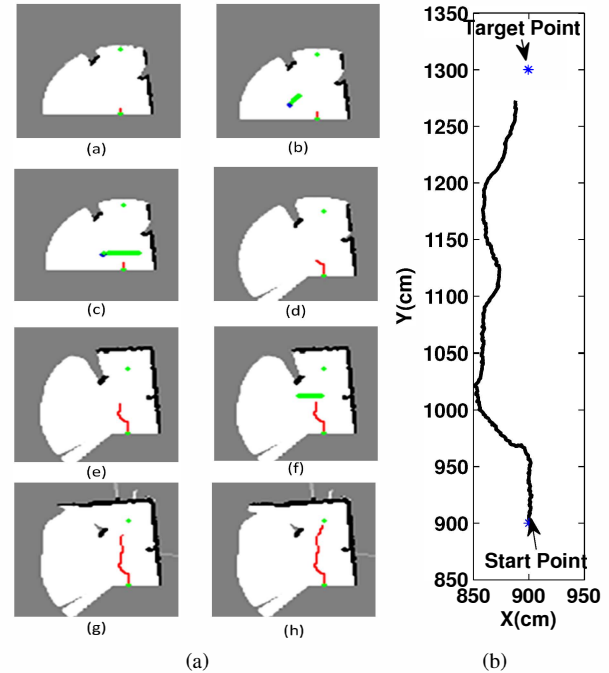 (a)
(b)
(c)
(d)
(e)
(f)
(g)
(h)
(a)
1350
Target Point
1300
1250
1200
1150
1100
1050
1000
950
900
Start Point
850
850 900 950
Y(cm)
X(cm)
(b)